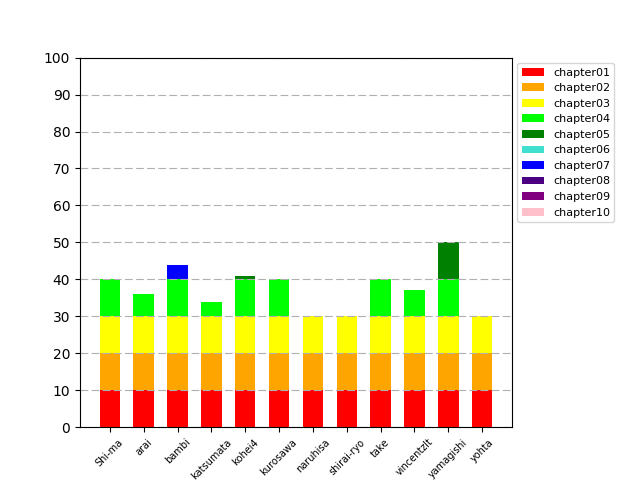 100
90
80
70
60
50
40
30
20
10
0
Shi-ma
arai
bambi
katsumata
kohei4
kurosawa
naruhisa
shirai-ryo
take
vincentzlt
yamagishi
yohta
chapter01
chapter02
chapter03
chapter04
chapter05
chapter06
chapter07
chapter08
chapter09
chapter10